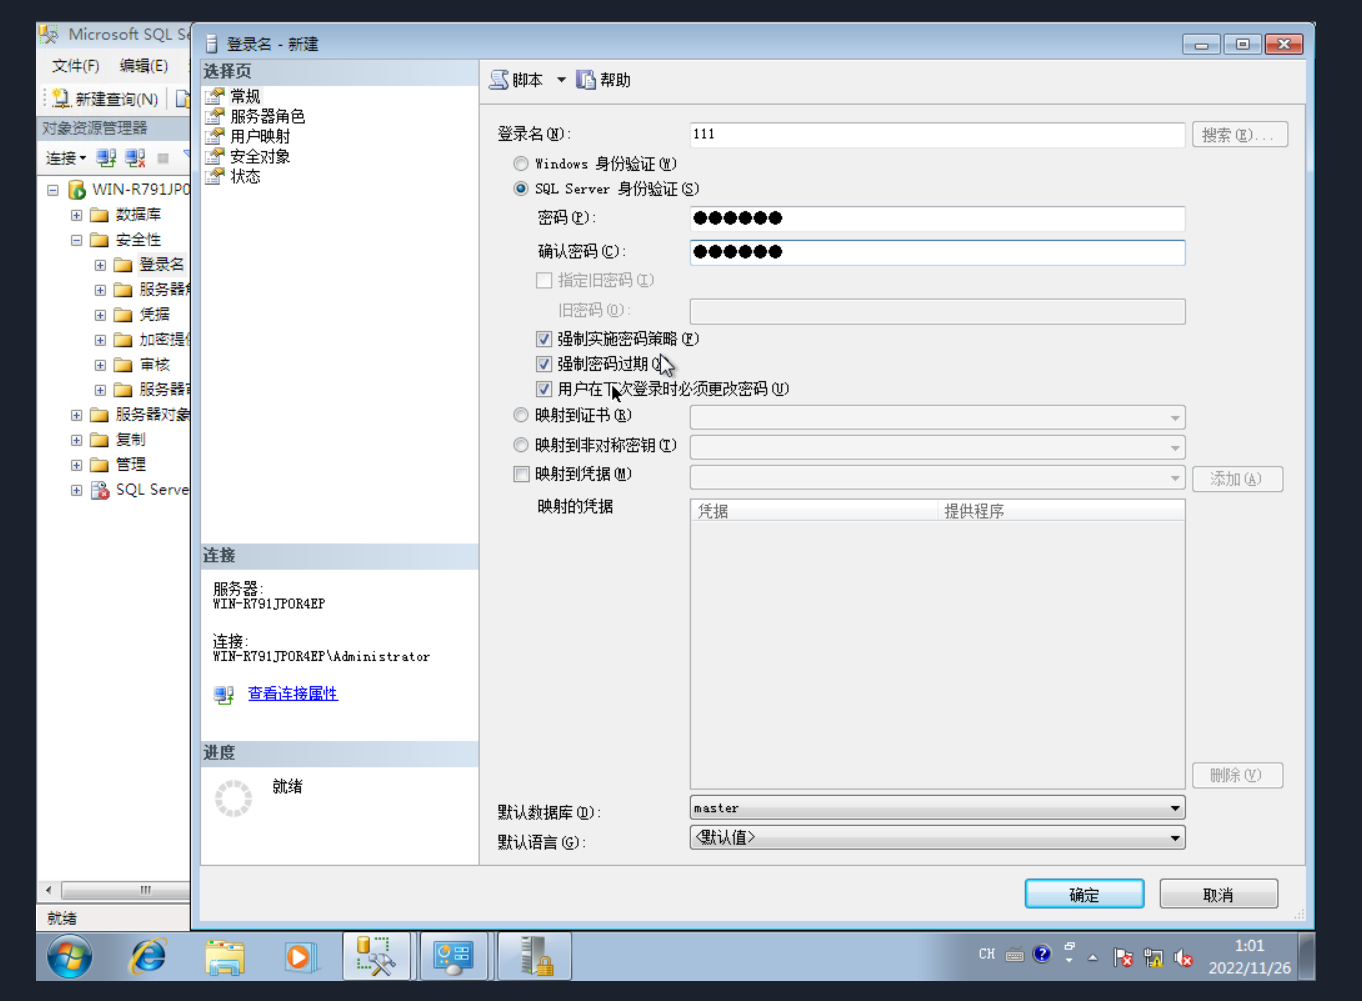 Microsoft SQL Se
文件(F) 编辑(E)
新建查询(N)
对象资源管理器
连接
WIN-R791JP0
数据库
安全性
登录名
服务器
凭据
加密提
审核
服务器
服务器对象
复制
管理
SQL Serve
就绪
登录名 - 新建
选择页
常规
服务器角色
用户映射
安全对象
状态
连接
服务器:
WIN-R791JPOR4EP
连接:
WIN-R791JPOR4EP\Administrator
查看连接属性
进度
就绪
脚本 帮助
登录名(N): 111 搜索(E)...
Windows 身份验证(W)
SQL Server 身份验证(S)
密码(P): ●●●●●●
确认密码(C): ●●●●●●
指定旧密码(I)
旧密码(O):
强制实施密码策略(F)
强制密码过期
用户在下次登录时必须更改密码(U)
映射到证书(R)
映射到非对称密钥(T)
映射到凭据(M) 添加(A)
映射的凭据 凭据 提供程序
删除(V)
默认数据库(D): master
默认语言(G): <默认值>
确定 取消
CH 1:01
2022/11/26